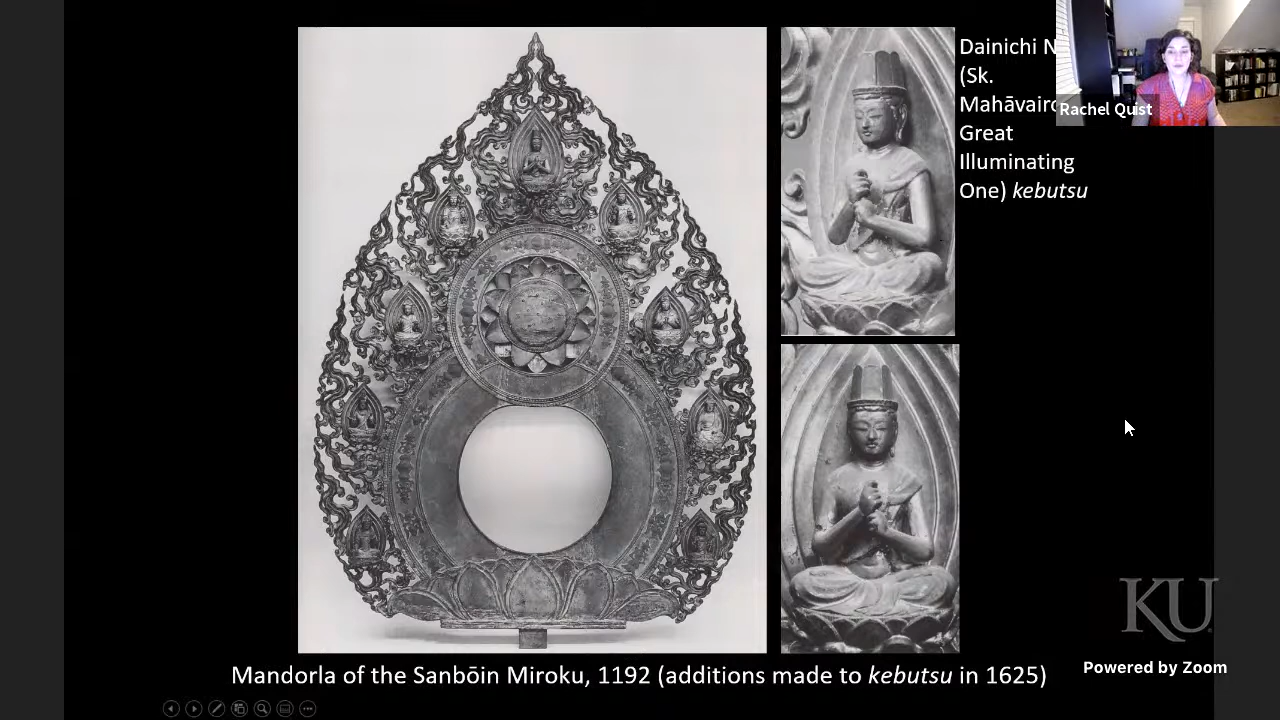 Dainichi N
(Sk.
Mahāvairo
Great
Illuminating
One) kebutsu
Rachel Quist
KU
Powered by Zoom
Mandorla of the Sanbōin Miroku, 1192 (additions made to kebutsu in 1625)